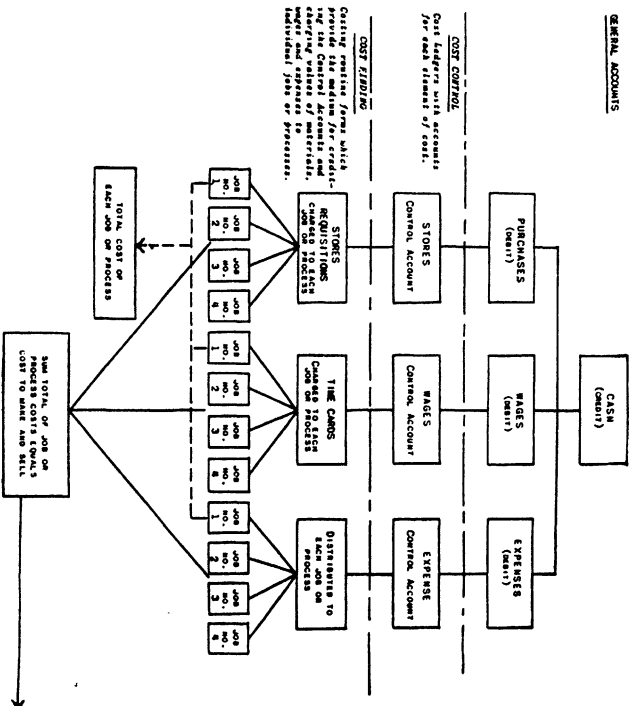 GENERAL ACCOUNTS
CASH
(CREDIT)
PURCHASES
(DEBIT)
WAGES
(DEBIT)
EXPENSES
(DEBIT)
COST CONTROL
Cost Ledgers with accounts
for each element of cost.
STORES
CONTROL ACCOUNT
WAGES
CONTROL ACCOUNT
EXPENSE
CONTROL ACCOUNT
COST FINDING
Costing routine forms which
provide the medium for credit-
ing the Control Accounts and
charging values of materials,
wages and expenses to
individual jobs or processes.
STORES
REQUISITIONS
CHARGED TO EACH
JOB OR PROCESS
TIME CARDS
CHARGED TO EACH
JOB OR PROCESS
DISTRIBUTED TO
EACH JOB OR
PROCESS
JOB
NO.
1
JOB
NO.
2
JOB
NO.
3
JOB
NO.
4
JOB
NO.
1
JOB
NO.
2
JOB
NO.
3
JOB
NO.
4
JOB
NO.
1
JOB
NO.
2
JOB
NO.
3
JOB
NO.
4
TOTAL COST OF
EACH JOB OR PROCESS
SUM TOTAL OF JOB OR
PROCESS COSTS EQUALS
COST TO MAKE AND SELL